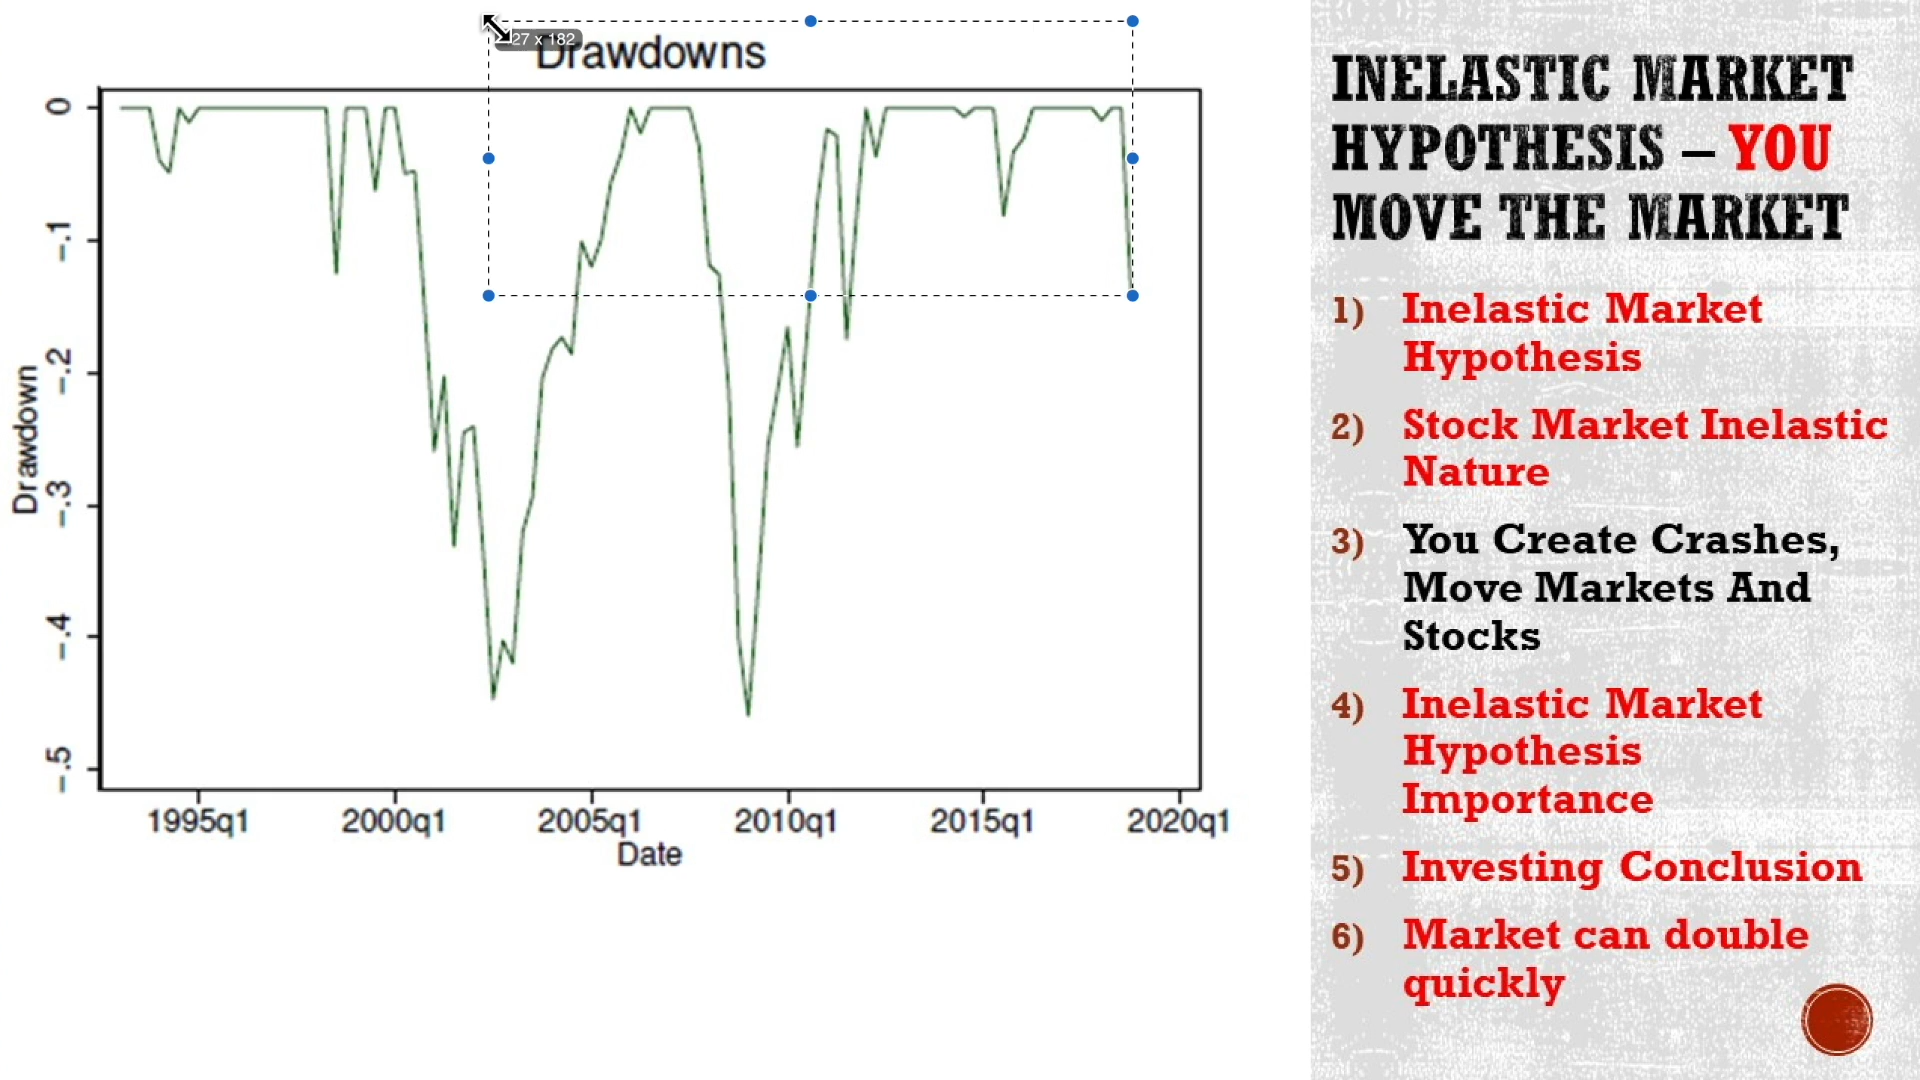 27 x 182
Drawdowns
0
-.1
-.2
-.3
-.4
-.5
Drawdown
1995q1 2000q1 2005q1 2010q1 2015q1 2020q1
Date
INELASTIC MARKET
HYPOTHESIS – YOU
MOVE THE MARKET
1) Inelastic Market
Hypothesis
2) Stock Market Inelastic
Nature
3) You Create Crashes,
Move Markets And
Stocks
4) Inelastic Market
Hypothesis
Importance
5) Investing Conclusion
6) Market can double
quickly